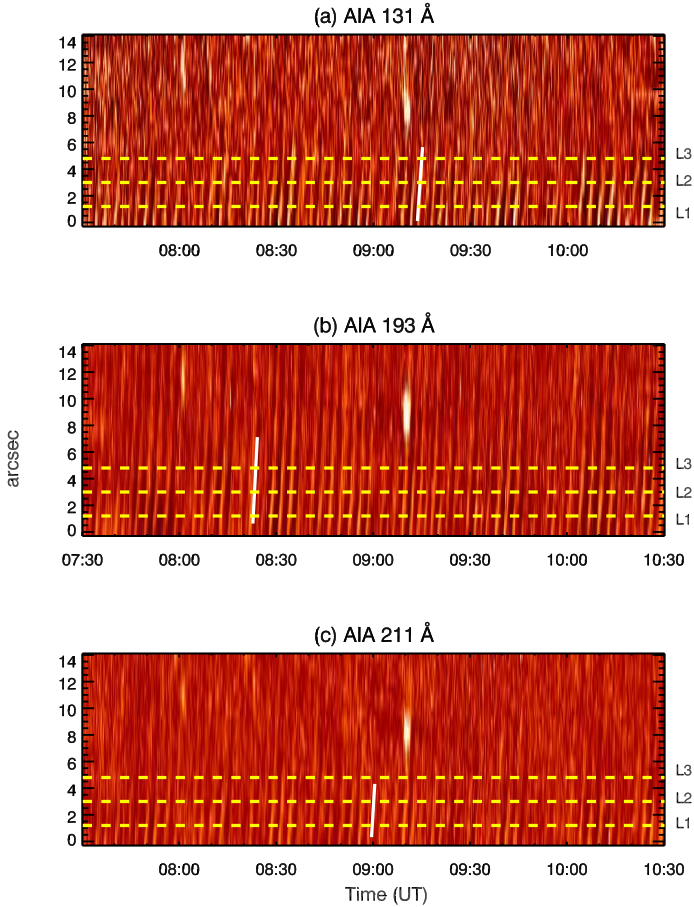 (a) AIA 131 Å
14
12
10
8
6
4
2
0
L3
L2
L1
08:00 08:30 09:00 09:30 10:00
(b) AIA 193 Å
arcsec
14
12
10
8
6
4
2
0
L3
L2
L1
07:30 08:00 08:30 09:00 09:30 10:00 10:30
(c) AIA 211 Å
14
12
10
8
6
4
2
0
L3
L2
L1
08:00 08:30 09:00 09:30 10:00 10:30
Time (UT)